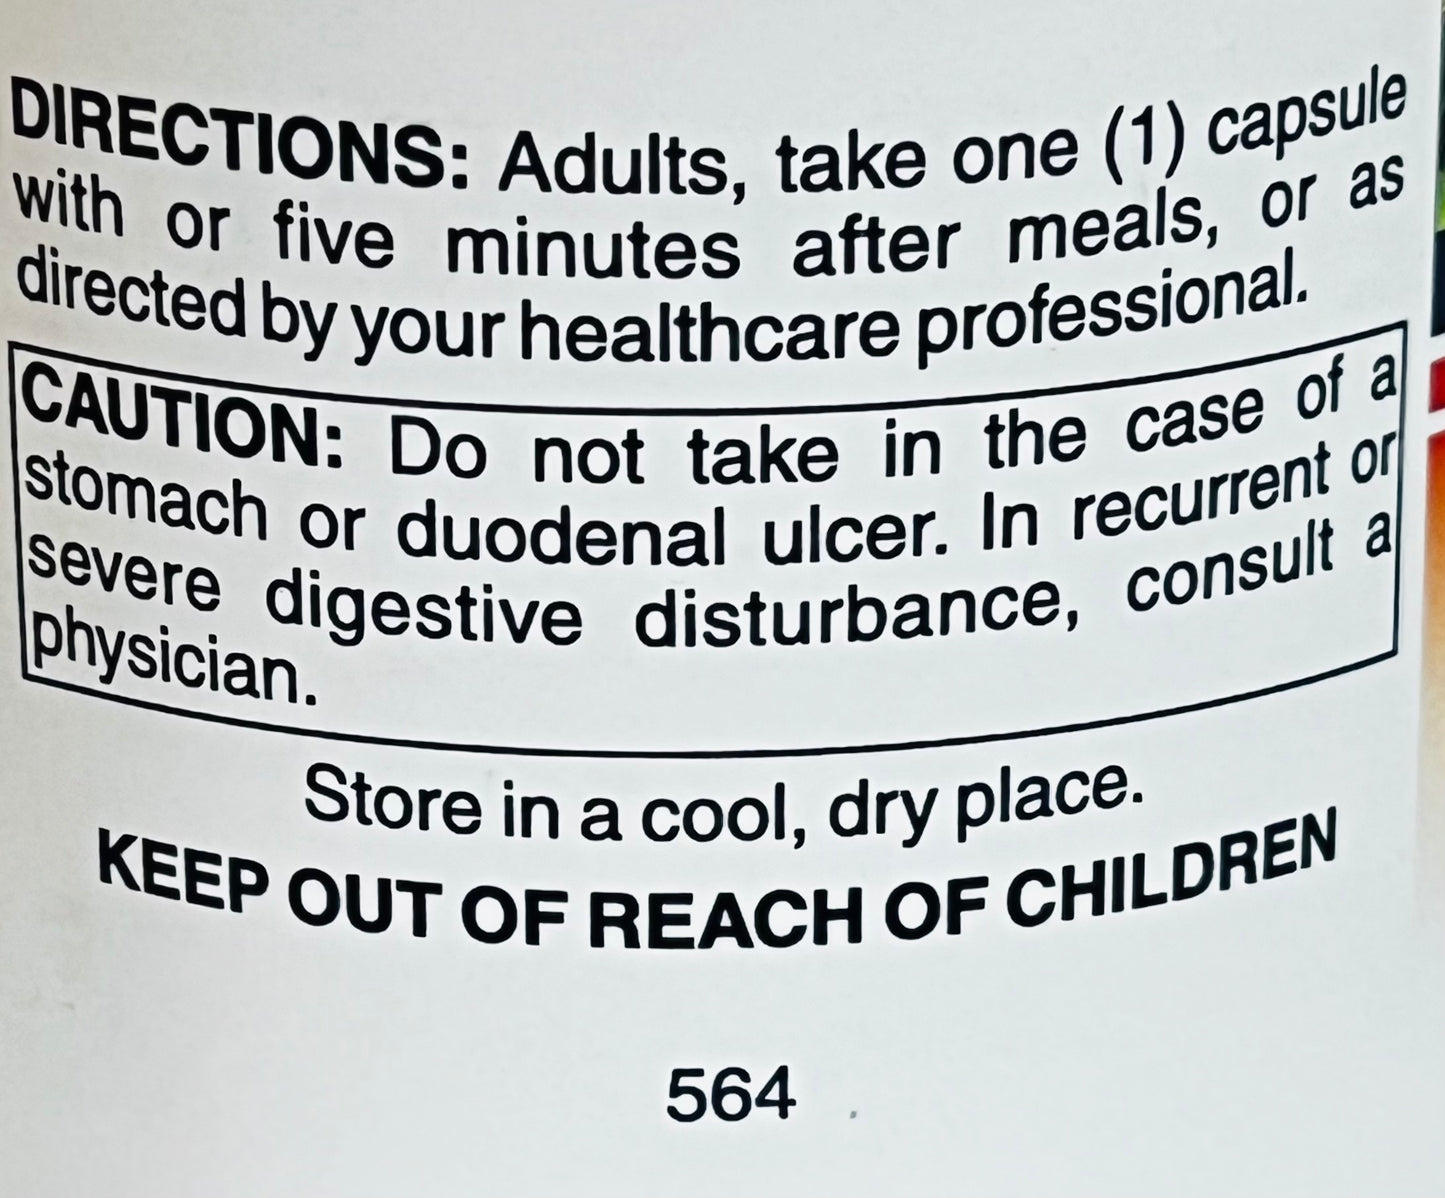 DIRECTIONS: Adults, take one (1) capsule
with or five minutes after meals, or as
directed by your healthcare professional.
CAUTION: Do not take in the case of a
stomach or duodenal ulcer. In recurrent or
severe digestive disturbance, consult a
physician.
Store in a cool, dry place.
KEEP OUT OF REACH OF CHILDREN
564